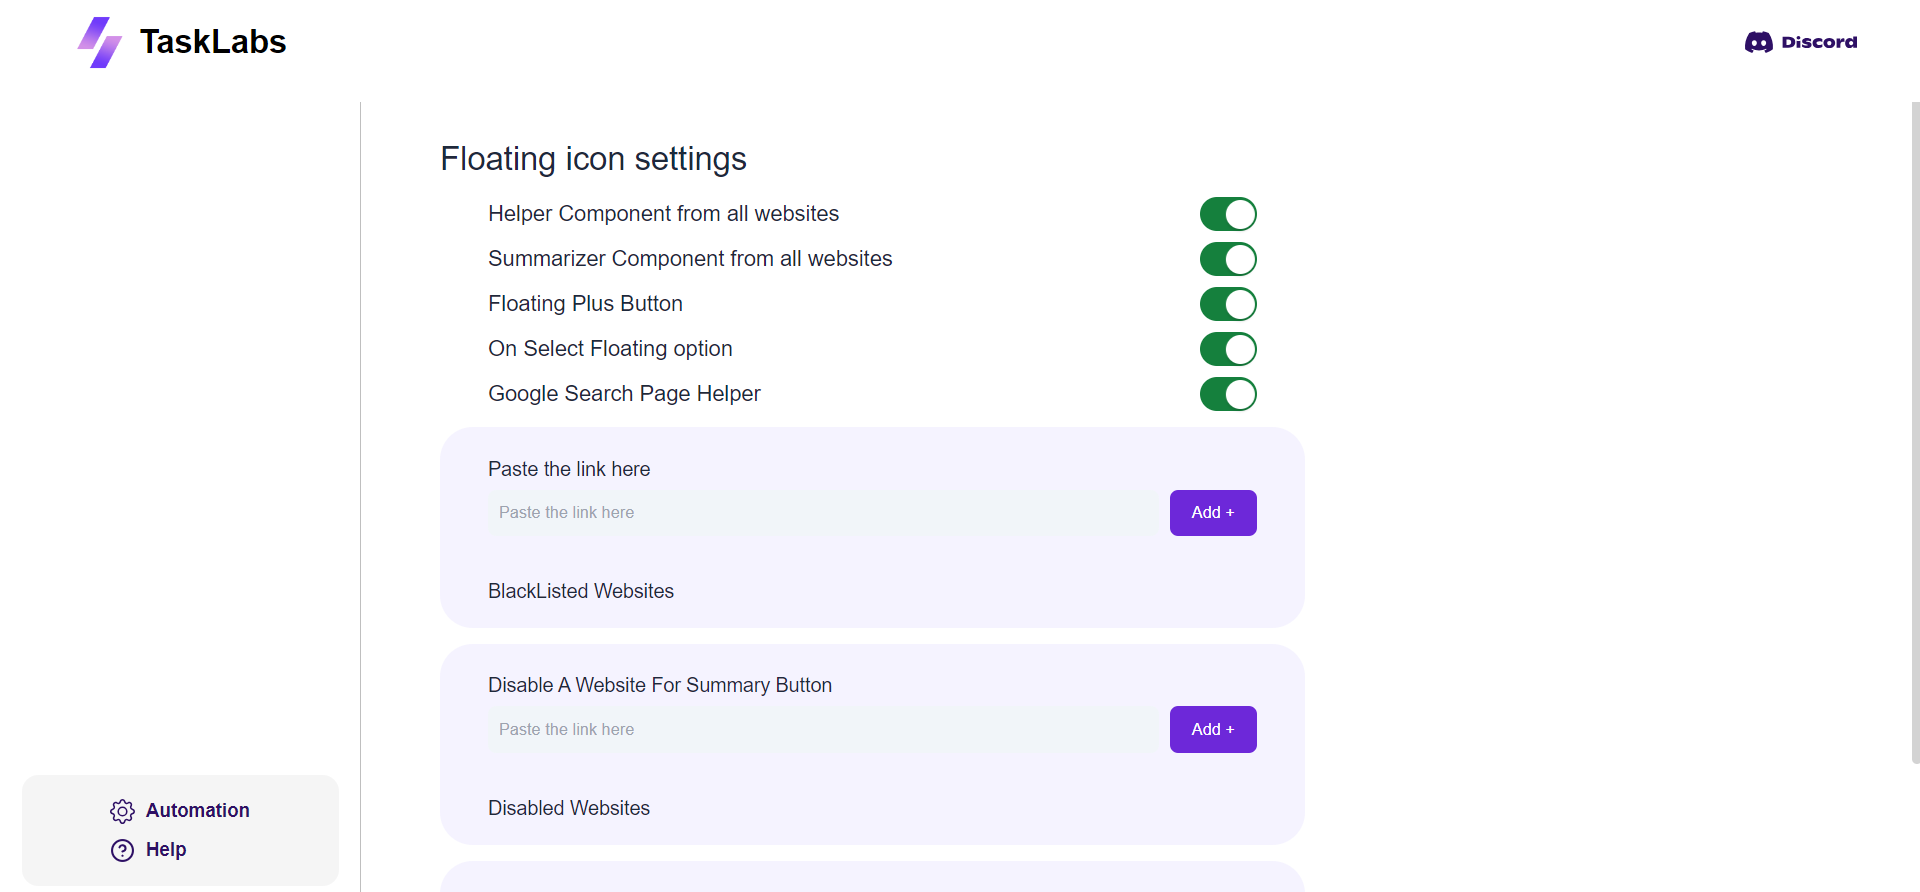 TaskLabs
Discord
Floating icon settings
Helper Component from all websites
Summarizer Component from all websites
Floating Plus Button
On Select Floating option
Google Search Page Helper
Paste the link here
Paste the link here
Add +
BlackListed Websites
Disable A Website For Summary Button
Paste the link here
Add +
Disabled Websites
Automation
Help